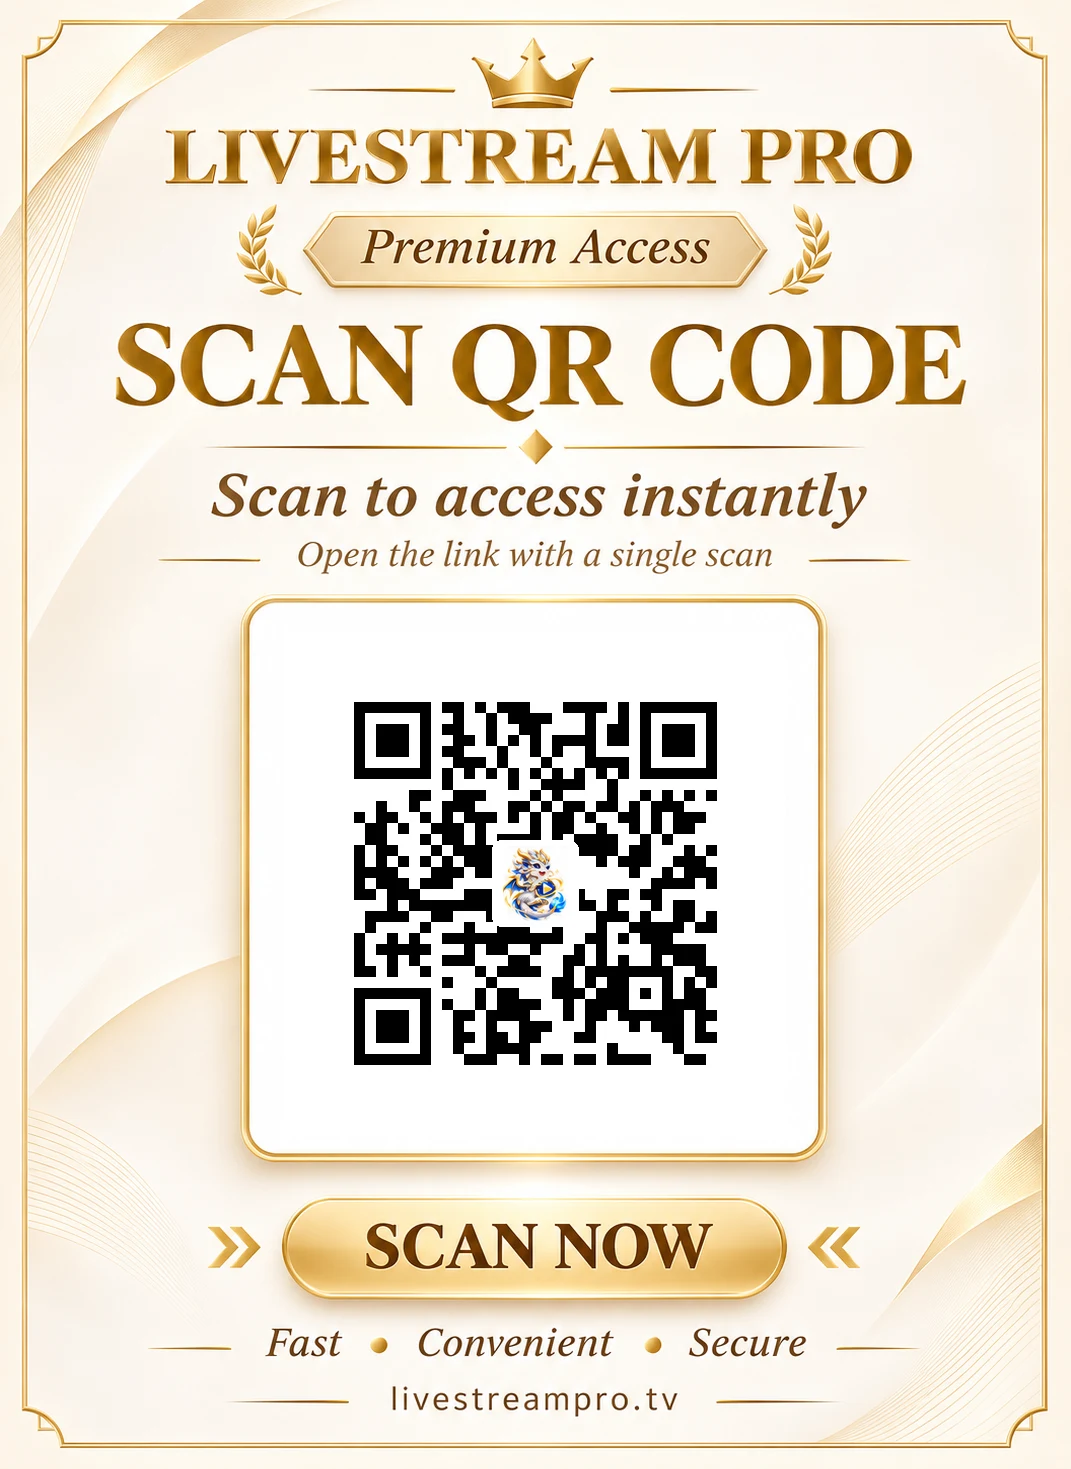 LIVESTREAM PRO
Premium Access
SCAN QR CODE
Scan to access instantly
Open the link with a single scan
SCAN NOW
Fast • Convenient • Secure
livestreampro.tv